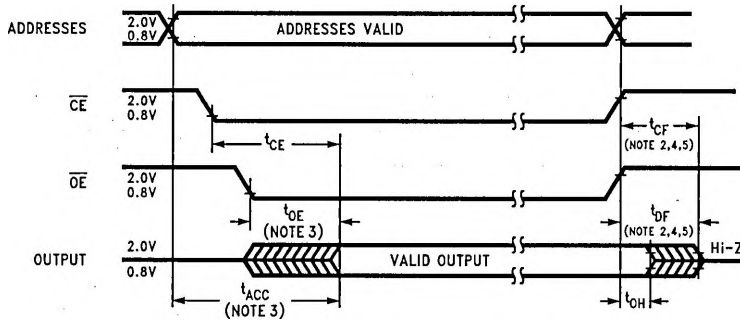 ADDRESSES 2.0V ADDRESSES VALID
0.8V
CE 2.0V
0.8V
tCE
tCF
(NOTE 2,4,5)
OE 2.0V
0.8V
tOE
(NOTE 3)
tDF
(NOTE 2,4,5)
OUTPUT 2.0V VALID OUTPUT Hi-Z
0.8V
tACC
(NOTE 3)
tOH